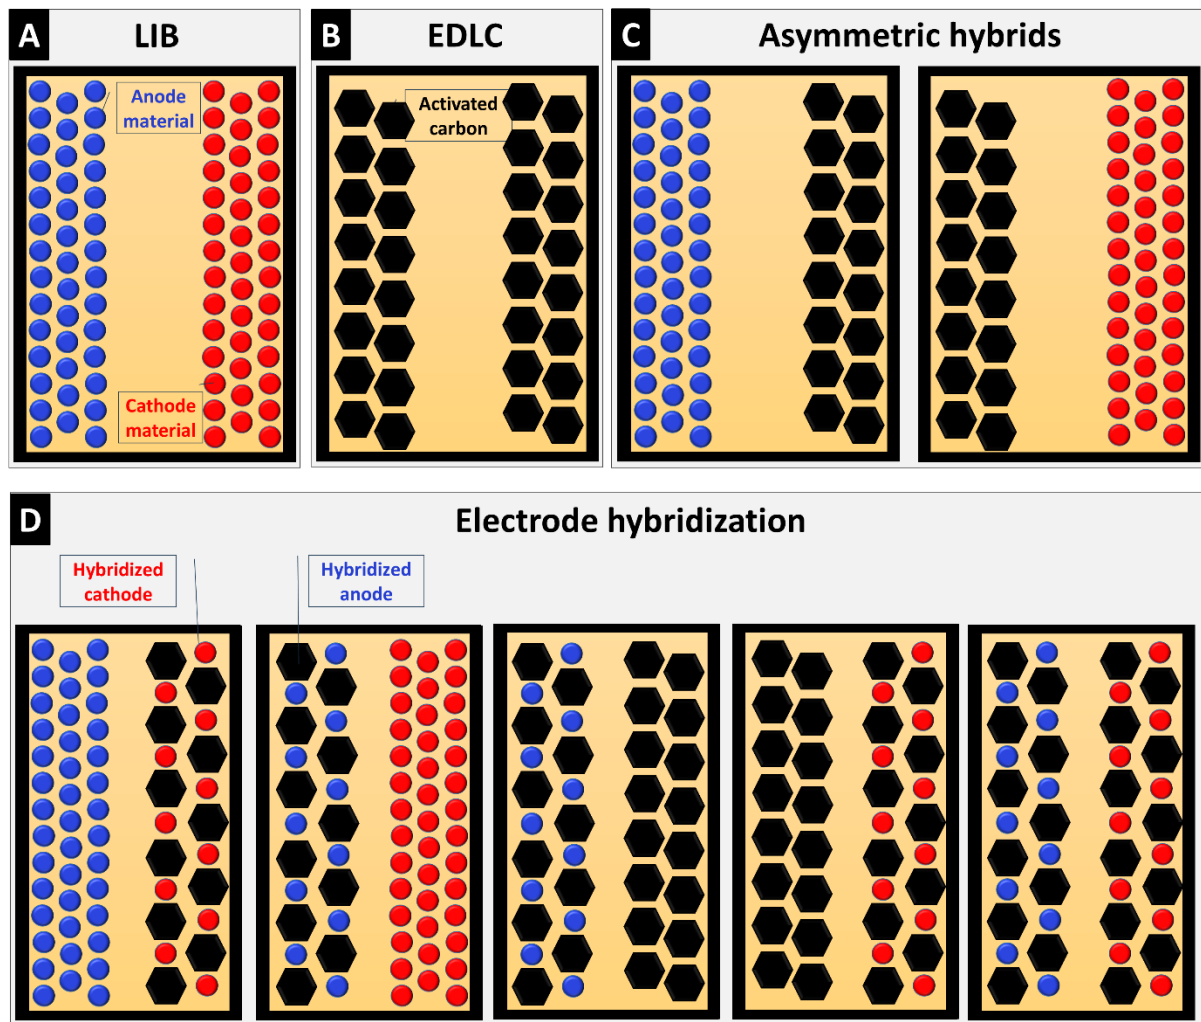 A
LIB
Anode
material
Cathode
material
B
EDLC
Activated
carbon
C
Asymmetric hybrids
D
Electrode hybridization
Hybridized
cathode
Hybridized
anode